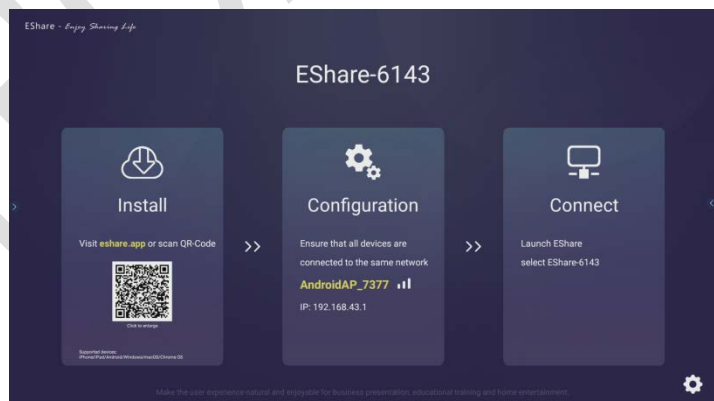 EShare - Enjoy Sharing Life
EShare-6143
Install
Visit eshare.app or scan QR-Code
Click to enlarge
Supported devices:
iPhone/iPad/Android/Windows/macOS/Chrome OS
>>
Configuration
Ensure that all devices are
connected to the same network
AndroidAP_7377
IP: 192.168.43.1
>>
Connect
Launch EShare
select EShare-6143
Make the user experience natural and enjoyable for business presentation, educational training and home entertainment.